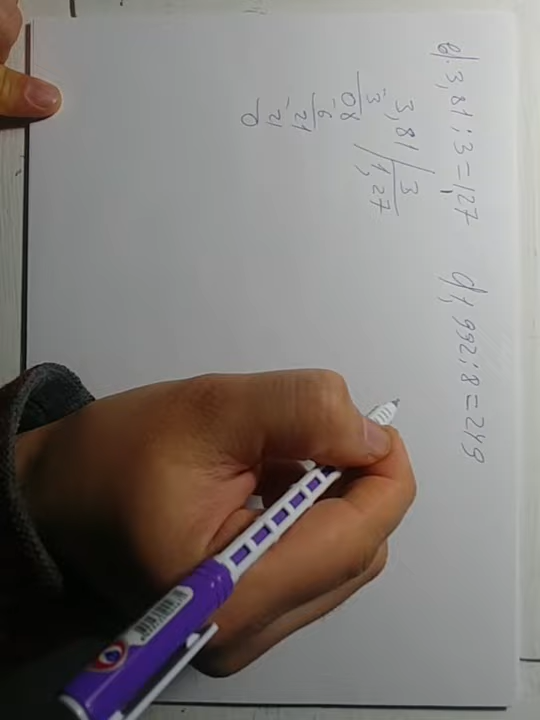 b. 3,81 : 3 = 1,27
d 1,992 : 8 = 249
3,81 | 3
- 3 | 1,27
08
- 6
21
- 21
0